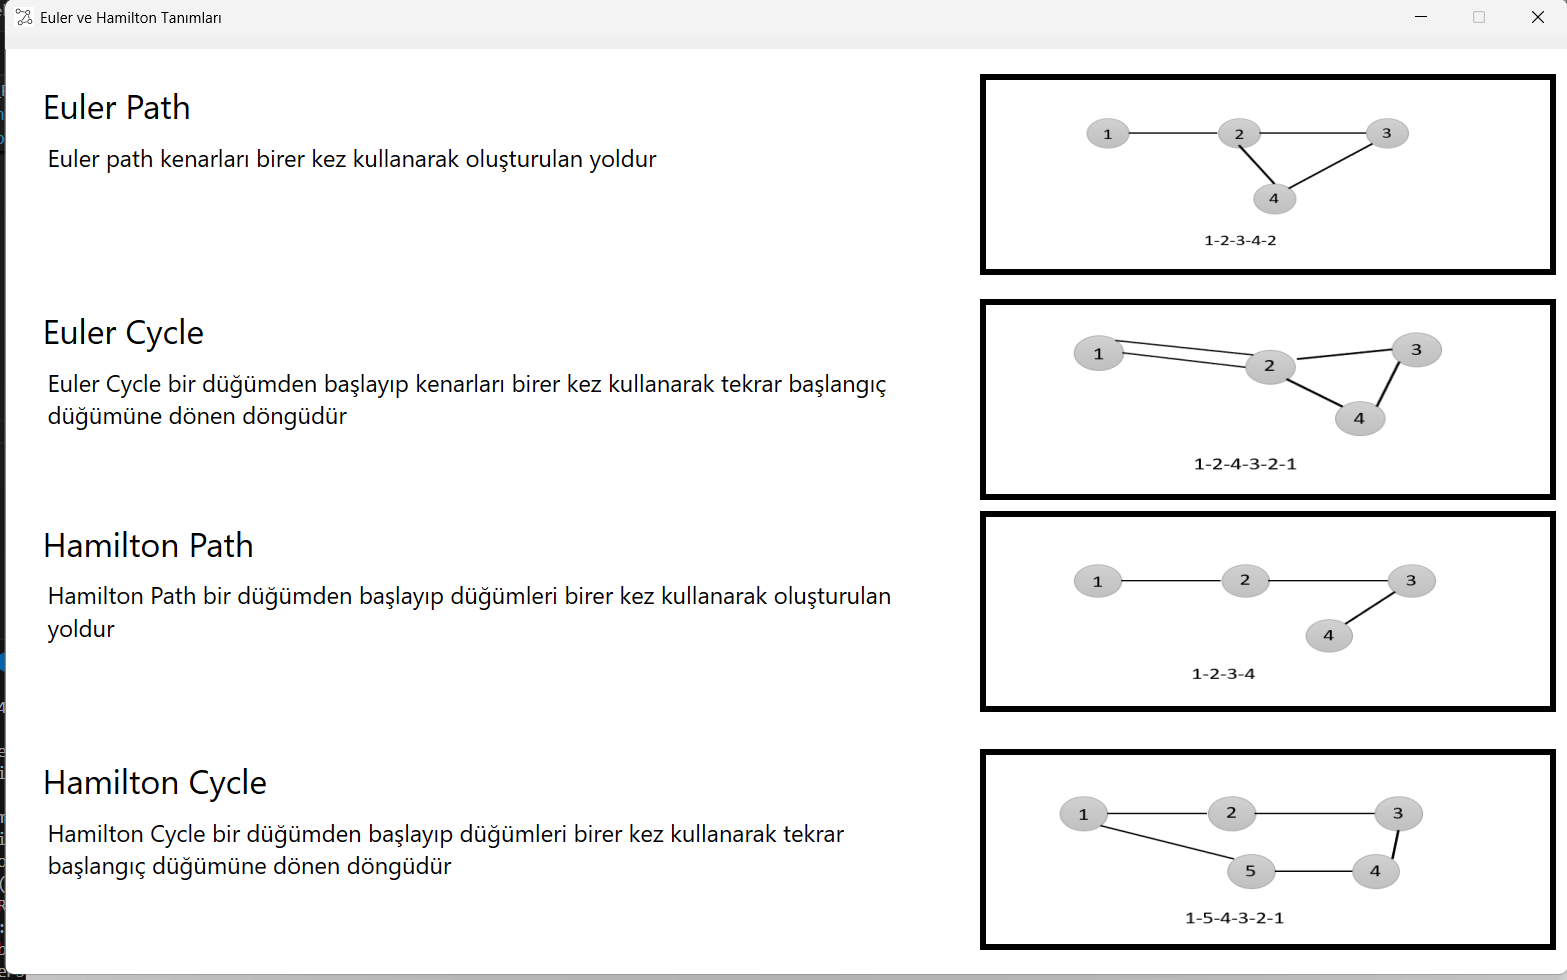 Euler ve Hamilton Tanımları
Euler Path
Euler path kenarları birer kez kullanarak oluşturulan yoldur
1
2
3
4
1-2-3-4-2
Euler Cycle
Euler Cycle bir düğümden başlayıp kenarları birer kez kullanarak tekrar başlangıç
düğümüne dönen döngüdür
1
2
3
4
1-2-4-3-2-1
Hamilton Path
Hamilton Path bir düğümden başlayıp düğümleri birer kez kullanarak oluşturulan
yoldur
1
2
3
4
1-2-3-4
Hamilton Cycle
Hamilton Cycle bir düğümden başlayıp düğümleri birer kez kullanarak tekrar
başlangıç düğümüne dönen döngüdür
1
2
3
5
4
1-5-4-3-2-1